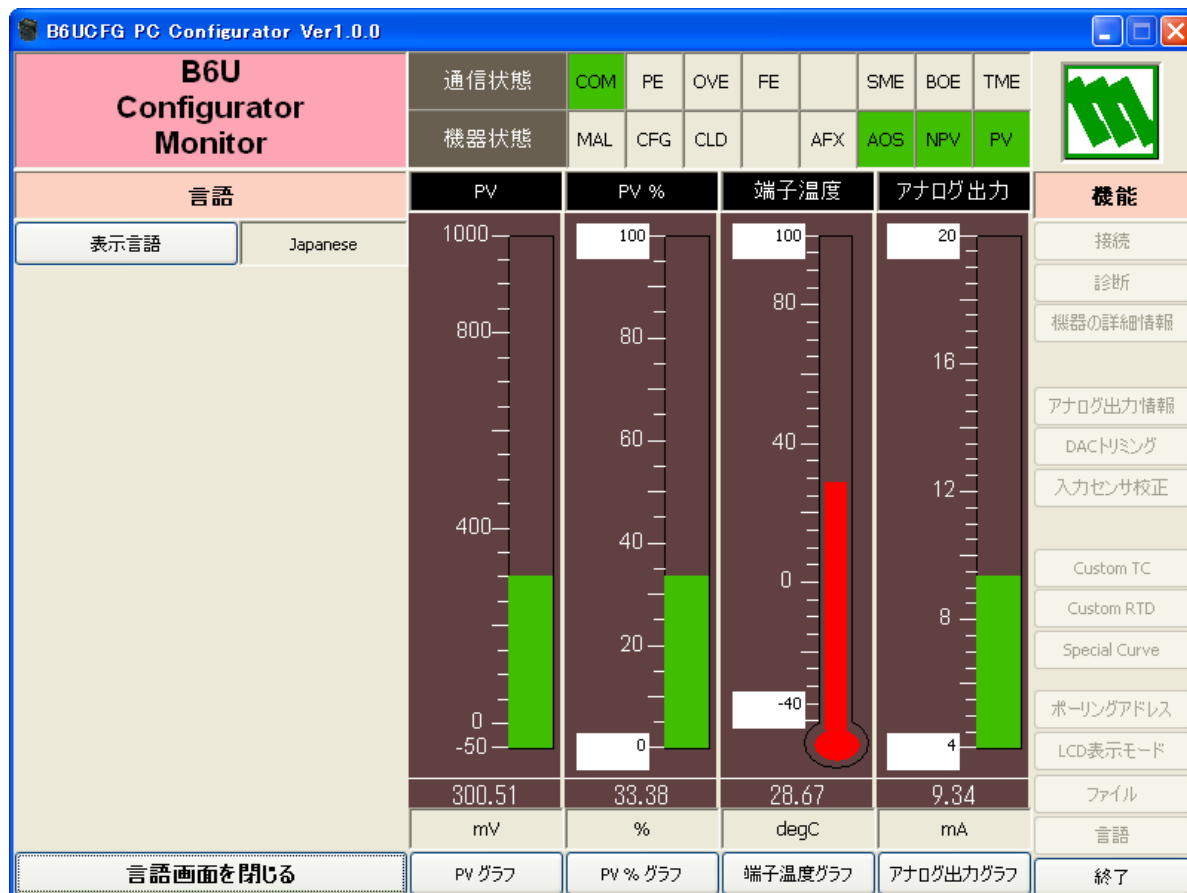 B6UCFG PC Configurator Ver1.0.0
B6U
Configurator
Monitor
通信状態 COM PE OVE FE SME BOE TME
機器状態 MAL CFG CLD AFX AOS NPV PV
言語
表示言語 Japanese
言語画面を閉じる
PV
1000
800
400
0
-50
300.51
mV
PV グラフ
PV %
100
80
60
40
20
0
33.38
%
PV % グラフ
端子温度
100
80
40
0
-40
28.67
degC
端子温度グラフ
アナログ出力
20
16
12
8
4
9.34
mA
アナログ出力グラフ
機能
接続
診断
機器の詳細情報
アナログ出力情報
DACトリミング
入力センサ校正
Custom TC
Custom RTD
Special Curve
ポーリングアドレス
LCD表示モード
ファイル
言語
終了